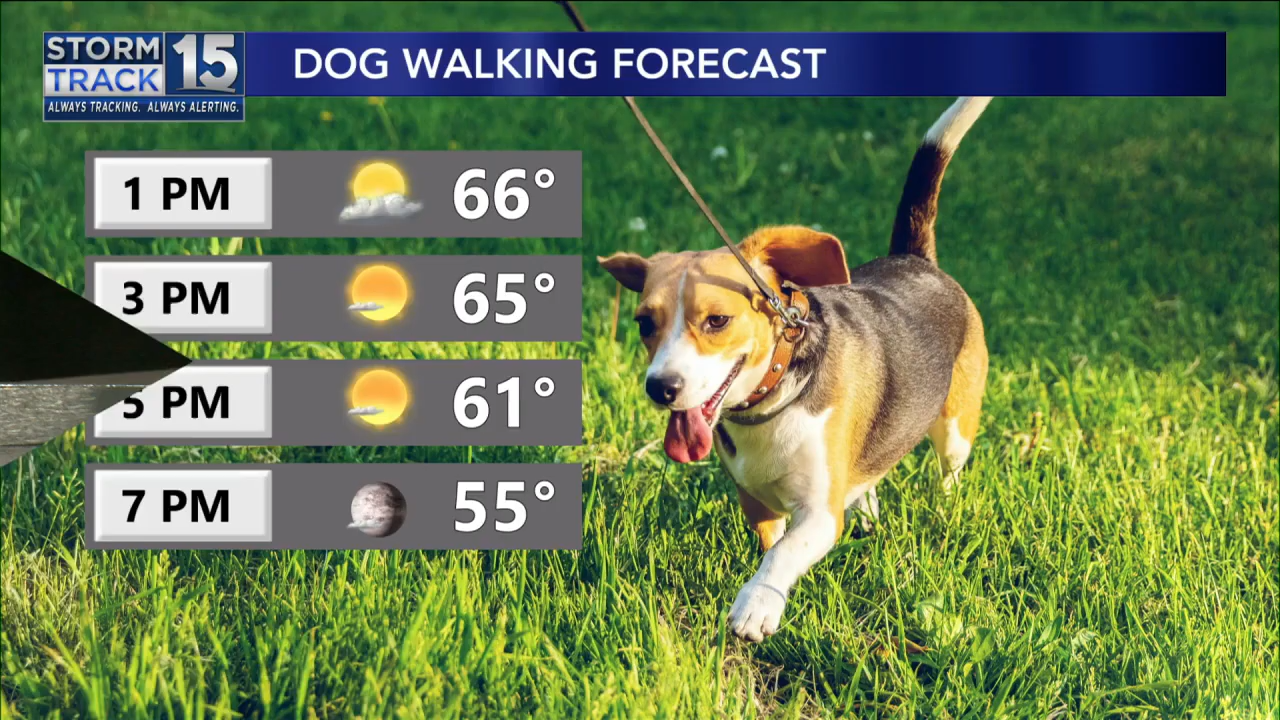 STORM
TRACK 15
ALWAYS TRACKING. ALWAYS ALERTING.
DOG WALKING FORECAST
1 PM 66°
3 PM 65°
5 PM 61°
7 PM 55°